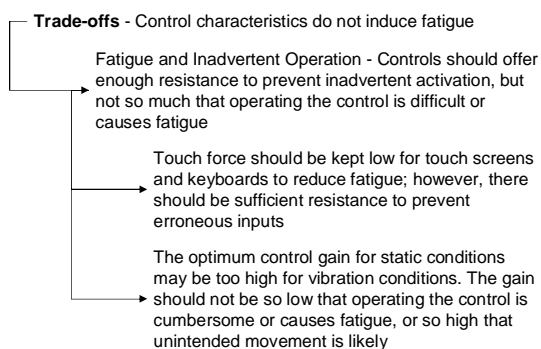 Trade-offs - Control characteristics do not induce fatigue
Fatigue and Inadvertent Operation - Controls should offer
enough resistance to prevent inadvertent activation, but
not so much that operating the control is difficult or
causes fatigue
Touch force should be kept low for touch screens
and keyboards to reduce fatigue; however, there
should be sufficient resistance to prevent
erroneous inputs
The optimum control gain for static conditions
may be too high for vibration conditions. The gain
should not be so low that operating the control is
cumbersome or causes fatigue, or so high that
unintended movement is likely